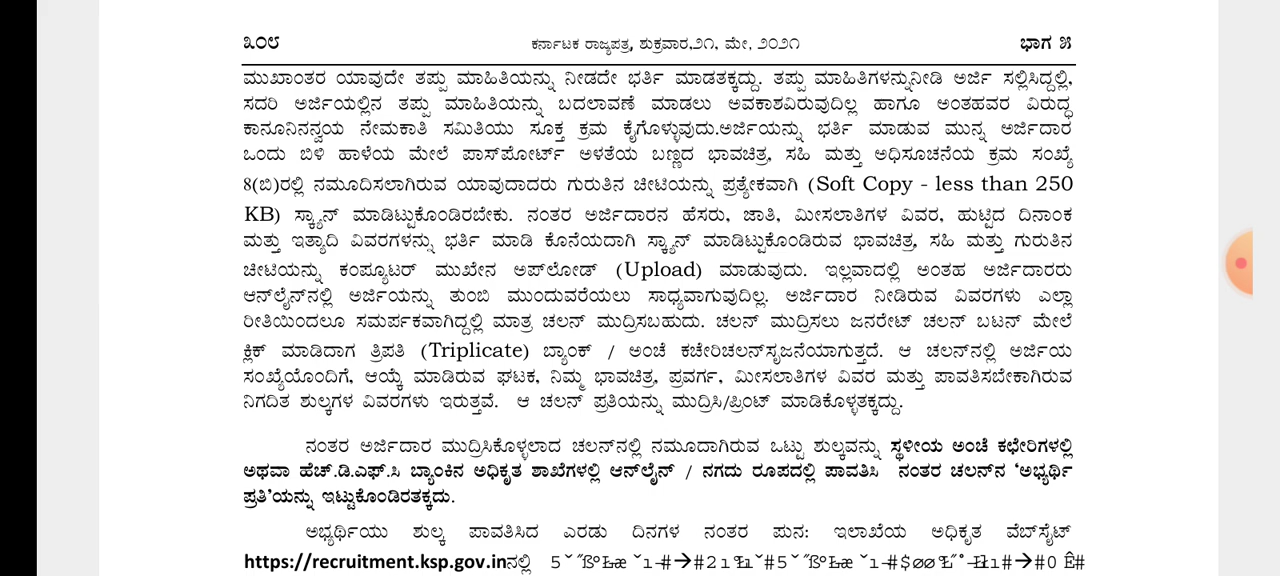 ೩೦೮ ಕರ್ನಾಟಕ ರಾಜ್ಯಪತ್ರ, ಶುಕ್ರವಾರ,೨೧, ಮೇ, ೨೦೨೧ ಭಾಗ ೫
ಮುಖಾಂತರ ಯಾವುದೇ ತಪ್ಪು ಮಾಹಿತಿಯನ್ನು ನೀಡದೇ ಭರ್ತಿ ಮಾಡತಕ್ಕದ್ದು. ತಪ್ಪು ಮಾಹಿತಿಗಳನ್ನುನೀಡಿ ಅರ್ಜಿ ಸಲ್ಲಿಸಿದ್ದಲ್ಲಿ,
ಸದರಿ ಅರ್ಜಿಯಲ್ಲಿನ ತಪ್ಪು ಮಾಹಿತಿಯನ್ನು ಬದಲಾವಣೆ ಮಾಡಲು ಅವಕಾಶವಿರುವುದಿಲ್ಲ ಹಾಗೂ ಅಂತಹವರ ವಿರುದ್ಧ
ಕಾನೂನಿನನ್ವಯ ನೇಮಕಾತಿ ಸಮಿತಿಯು ಸೂಕ್ತ ಕ್ರಮ ಕೈಗೊಳ್ಳುವುದು.ಅರ್ಜಿಯನ್ನು ಭರ್ತಿ ಮಾಡುವ ಮುನ್ನ ಅರ್ಜಿದಾರ
ಒಂದು ಬಿಳಿ ಹಾಳೆಯ ಮೇಲೆ ಪಾಸ್‌ಪೋರ್ಟ್ ಅಳತೆಯ ಬಣ್ಣದ ಭಾವಚಿತ್ರ, ಸಹಿ ಮತ್ತು ಅಧಿಸೂಚನೆಯ ಕ್ರಮ ಸಂಖ್ಯೆ
8(ಬಿ)ರಲ್ಲಿ ನಮೂದಿಸಲಾಗಿರುವ ಯಾವುದಾದರು ಗುರುತಿನ ಚೀಟಿಯನ್ನು ಪ್ರತ್ಯೇಕವಾಗಿ (Soft Copy - less than 250
KB) ಸ್ಕ್ಯಾನ್ ಮಾಡಿಟ್ಟುಕೊಂಡಿರಬೇಕು. ನಂತರ ಅರ್ಜಿದಾರನ ಹೆಸರು, ಜಾತಿ, ಮೀಸಲಾತಿಗಳ ವಿವರ, ಹುಟ್ಟಿದ ದಿನಾಂಕ
ಮತ್ತು ಇತ್ಯಾದಿ ವಿವರಗಳನ್ನು ಭರ್ತಿ ಮಾಡಿ ಕೊನೆಯದಾಗಿ ಸ್ಕ್ಯಾನ್ ಮಾಡಿಟ್ಟುಕೊಂಡಿರುವ ಭಾವಚಿತ್ರ, ಸಹಿ ಮತ್ತು ಗುರುತಿನ
ಚೀಟಿಯನ್ನು ಕಂಪ್ಯೂಟರ್ ಮುಖೇನ ಅಪ್‌ಲೋಡ್ (Upload) ಮಾಡುವುದು. ಇಲ್ಲವಾದಲ್ಲಿ ಅಂತಹ ಅರ್ಜಿದಾರರು
ಆನ್‌ಲೈನ್‌ನಲ್ಲಿ ಅರ್ಜಿಯನ್ನು ತುಂಬಿ ಮುಂದುವರೆಯಲು ಸಾಧ್ಯವಾಗುವುದಿಲ್ಲ. ಅರ್ಜಿದಾರ ನೀಡಿರುವ ವಿವರಗಳು ಎಲ್ಲಾ
ರೀತಿಯಿಂದಲೂ ಸಮರ್ಪಕವಾಗಿದ್ದಲ್ಲಿ ಮಾತ್ರ ಚಲನ್ ಮುದ್ರಿಸಬಹುದು. ಚಲನ್ ಮುದ್ರಿಸಲು ಜನರೇಟ್ ಚಲನ್ ಬಟನ್ ಮೇಲೆ
ಕ್ಲಿಕ್ ಮಾಡಿದಾಗ ತ್ರಿಪತಿ (Triplicate) ಬ್ಯಾಂಕ್ / ಅಂಚೆ ಕಚೇರಿಚಲನ್‌ಸೃಜನೆಯಾಗುತ್ತದೆ. ಆ ಚಲನ್‌ನಲ್ಲಿ ಅರ್ಜಿಯ
ಸಂಖ್ಯೆಯೊಂದಿಗೆ, ಆಯ್ಕೆ ಮಾಡಿರುವ ಘಟಕ, ನಿಮ್ಮ ಭಾವಚಿತ್ರ, ಪ್ರವರ್ಗ, ಮೀಸಲಾತಿಗಳ ವಿವರ ಮತ್ತು ಪಾವತಿಸಬೇಕಾಗಿರುವ
ನಿಗದಿತ ಶುಲ್ಕಗಳ ವಿವರಗಳು ಇರುತ್ತವೆ. ಆ ಚಲನ್ ಪ್ರತಿಯನ್ನು ಮುದ್ರಿಸಿ/ಪ್ರಿಂಟ್ ಮಾಡಿಕೊಳ್ಳತಕ್ಕದ್ದು.
ನಂತರ ಅರ್ಜಿದಾರ ಮುದ್ರಿಸಿಕೊಳ್ಳಲಾದ ಚಲನ್‌ನಲ್ಲಿ ನಮೂದಾಗಿರುವ ಒಟ್ಟು ಶುಲ್ಕವನ್ನು ಸ್ಥಳೀಯ ಅಂಚೆ ಕಛೇರಿಗಳಲ್ಲಿ
ಅಥವಾ ಹೆಚ್.ಡಿ.ಎಫ್.ಸಿ ಬ್ಯಾಂಕಿನ ಅಧಿಕೃತ ಶಾಖೆಗಳಲ್ಲಿ ಆನ್‌ಲೈನ್ / ನಗದು ರೂಪದಲ್ಲಿ ಪಾವತಿಸಿ ನಂತರ ಚಲನ್‌ನ ‘ಅಭ್ಯರ್ಥಿ
ಪ್ರತಿ’ಯನ್ನು ಇಟ್ಟುಕೊಂಡಿರತಕ್ಕದು.
ಅಭ್ಯರ್ಥಿಯು ಶುಲ್ಕ ಪಾವತಿಸಿದ ಎರಡು ದಿನಗಳ ನಂತರ ಪುನ: ಇಲಾಖೆಯ ಅಧಿಕೃತ ವೆಬ್‌ಸೈಟ್
https://recruitment.ksp.gov.inನಲ್ಲಿ